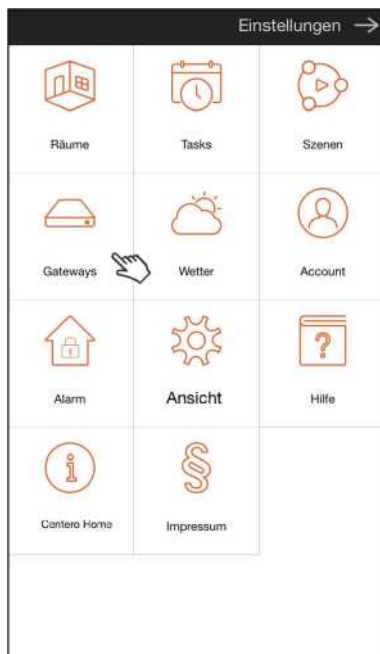 Einstellungen
Räume Tasks Szenen
Gateways Wetter Account
Alarm Ansicht Hilfe
?
Centero Home Impressum
i §